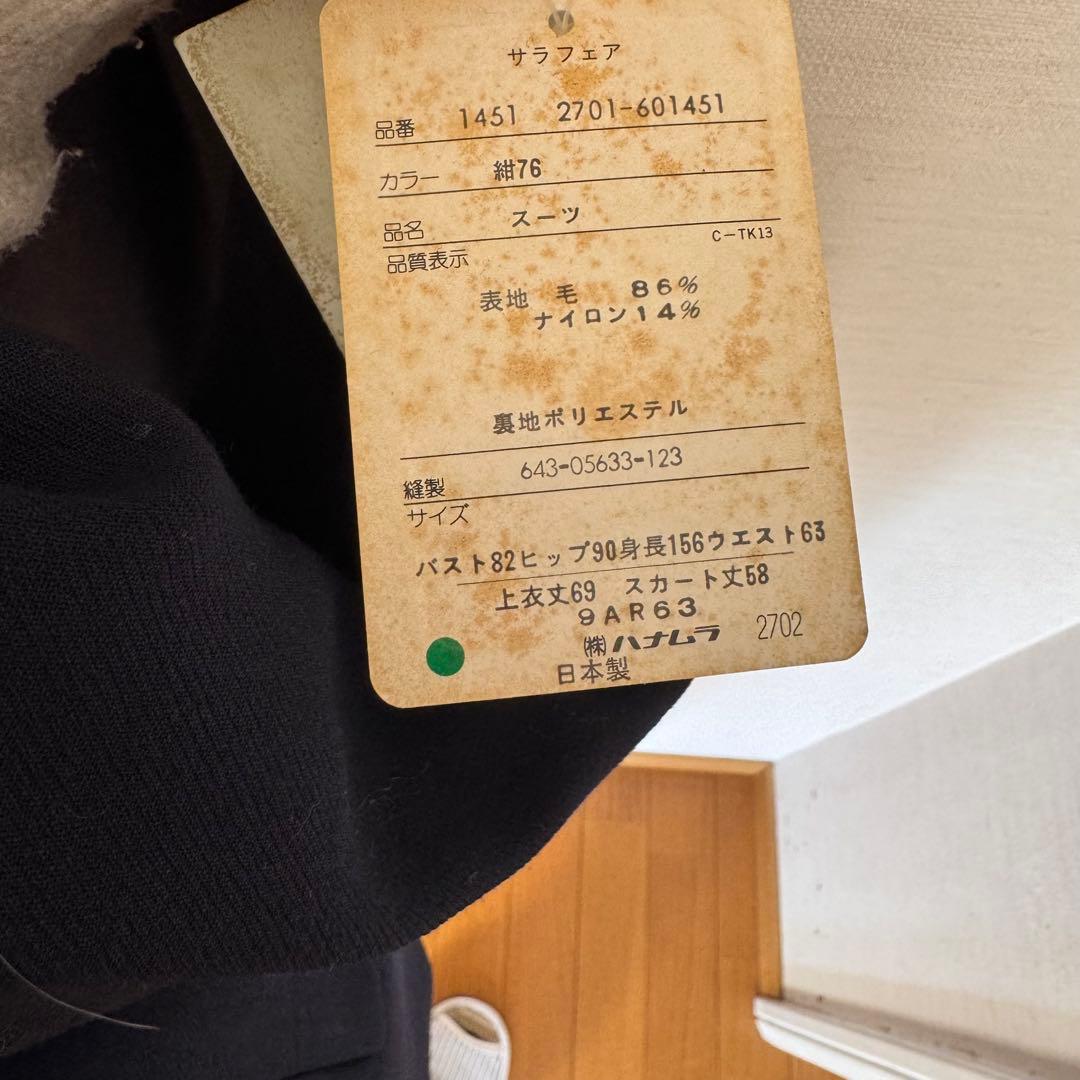 サラフェア
品番 1451 2701-601451
カラー 紺76
品名 スーツ
C-TK13
品質表示
表地 毛 86%
ナイロン14%
裏地ポリエステル
643-05633-123
縫製
サイズ
バスト82ヒップ90身長156ウエスト63
上衣丈69 スカート丈58
9AR63
㈱ハナムラ 2702
日本製